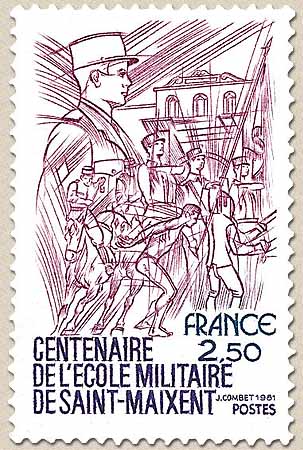 FRANCE
2,50
CENTENAIRE
DE L'ECOLE MILITAIRE
DE SAINT-MAIXENT
J.COMBET 1981
POSTES